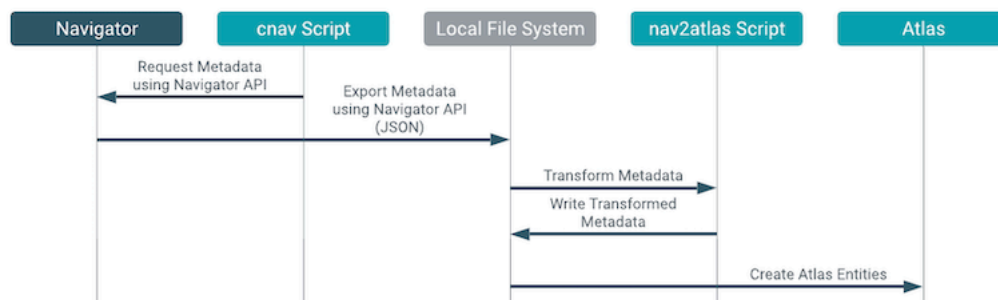 Navigator
cnav Script
Local File System
nav2atlas Script
Atlas
Request Metadata
using Navigator API
Export Metadata
using Navigator API
(JSON)
Transform Metadata
Write Transformed
Metadata
Create Atlas Entities